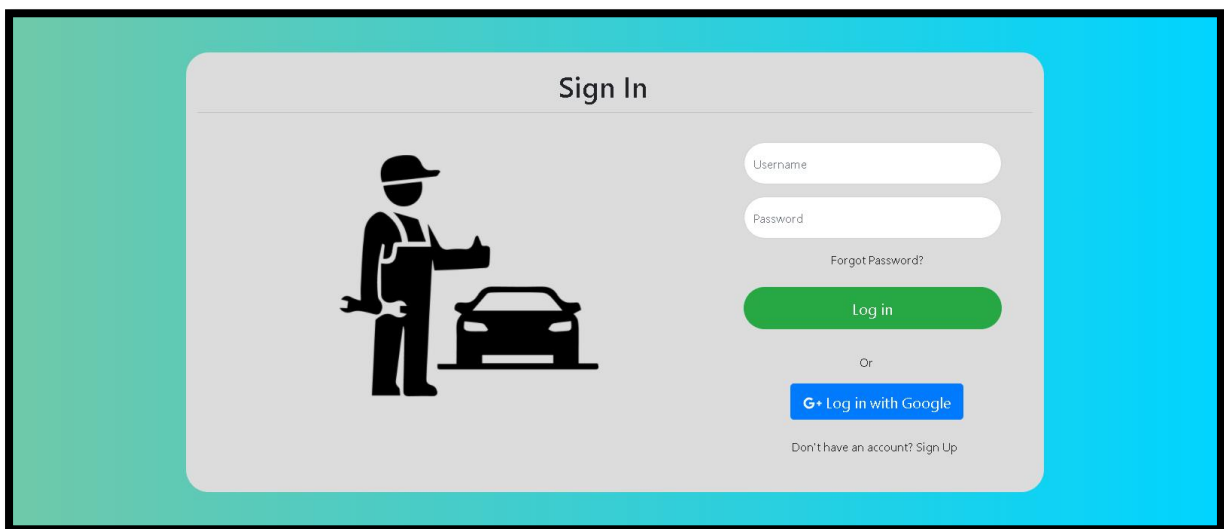 Sign In
Username
Password
Forgot Password?
Log in
Or
G+ Log in with Google
Don't have an account? Sign Up